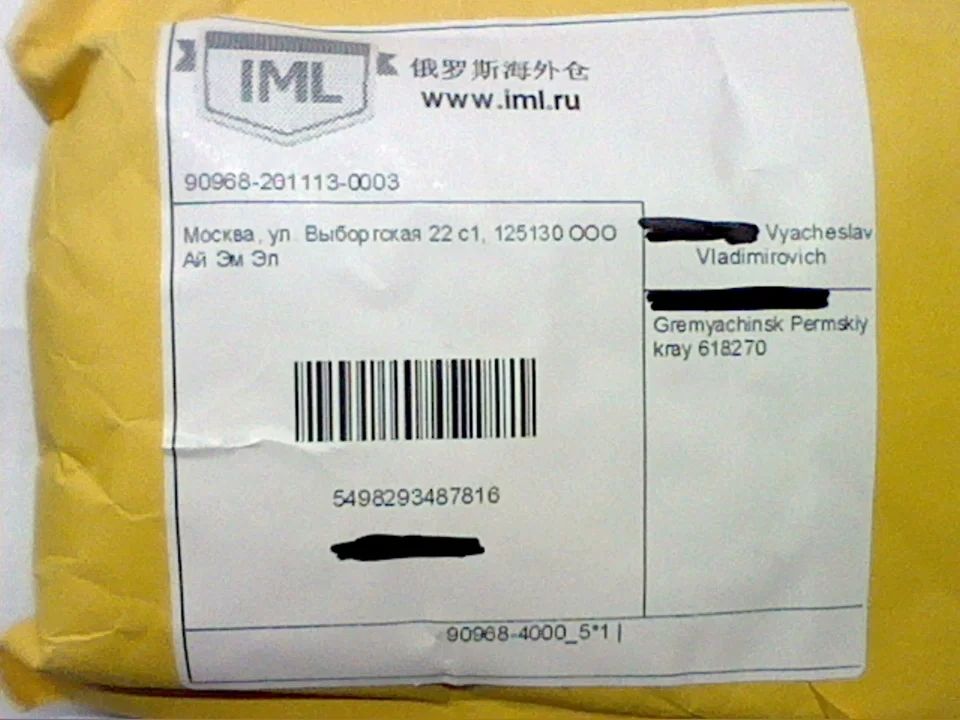 IML
俄罗斯海外仓
www.iml.ru
90968-201113-0003
Москва, ул. Выборгская 22 с1, 125130 ООО
Ай Эм Эл
Vyacheslav
Vladimirovich
Gremyachinsk Permskiy
kray 618270
5498293487816
90968-4000_5*1 |